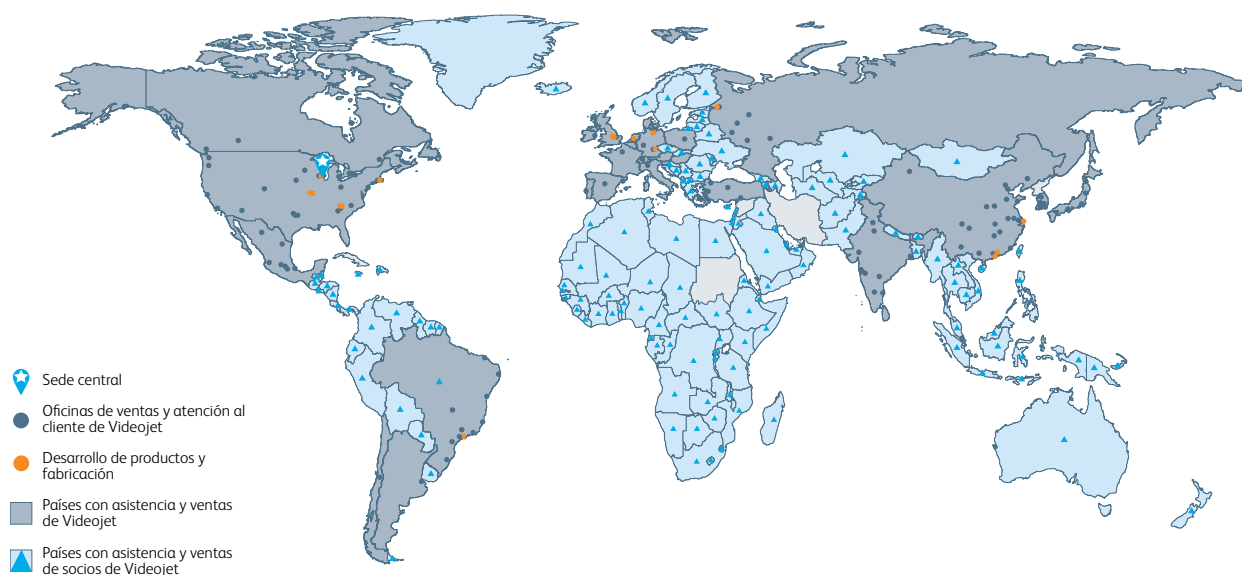 Sede central
Oficinas de ventas y atención al
cliente de Videojet
Desarrollo de productos y
fabricación
Países con asistencia y ventas
de Videojet
Países con asistencia y ventas
de socios de Videojet